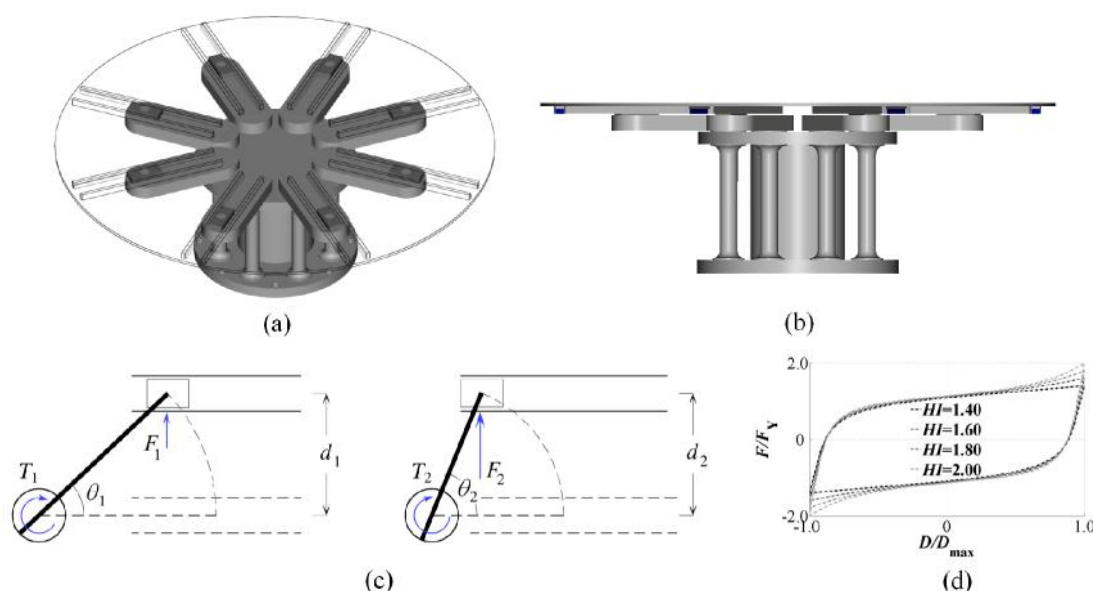 (a)
(b)
F1
d1
T1
θ1
F2
d2
T2
θ2
(c)
2.0
F/FY
0
-2.0
HI=1.40
HI=1.60
HI=1.80
HI=2.00
-1.0
0
1.0
D/Dmax
(d)